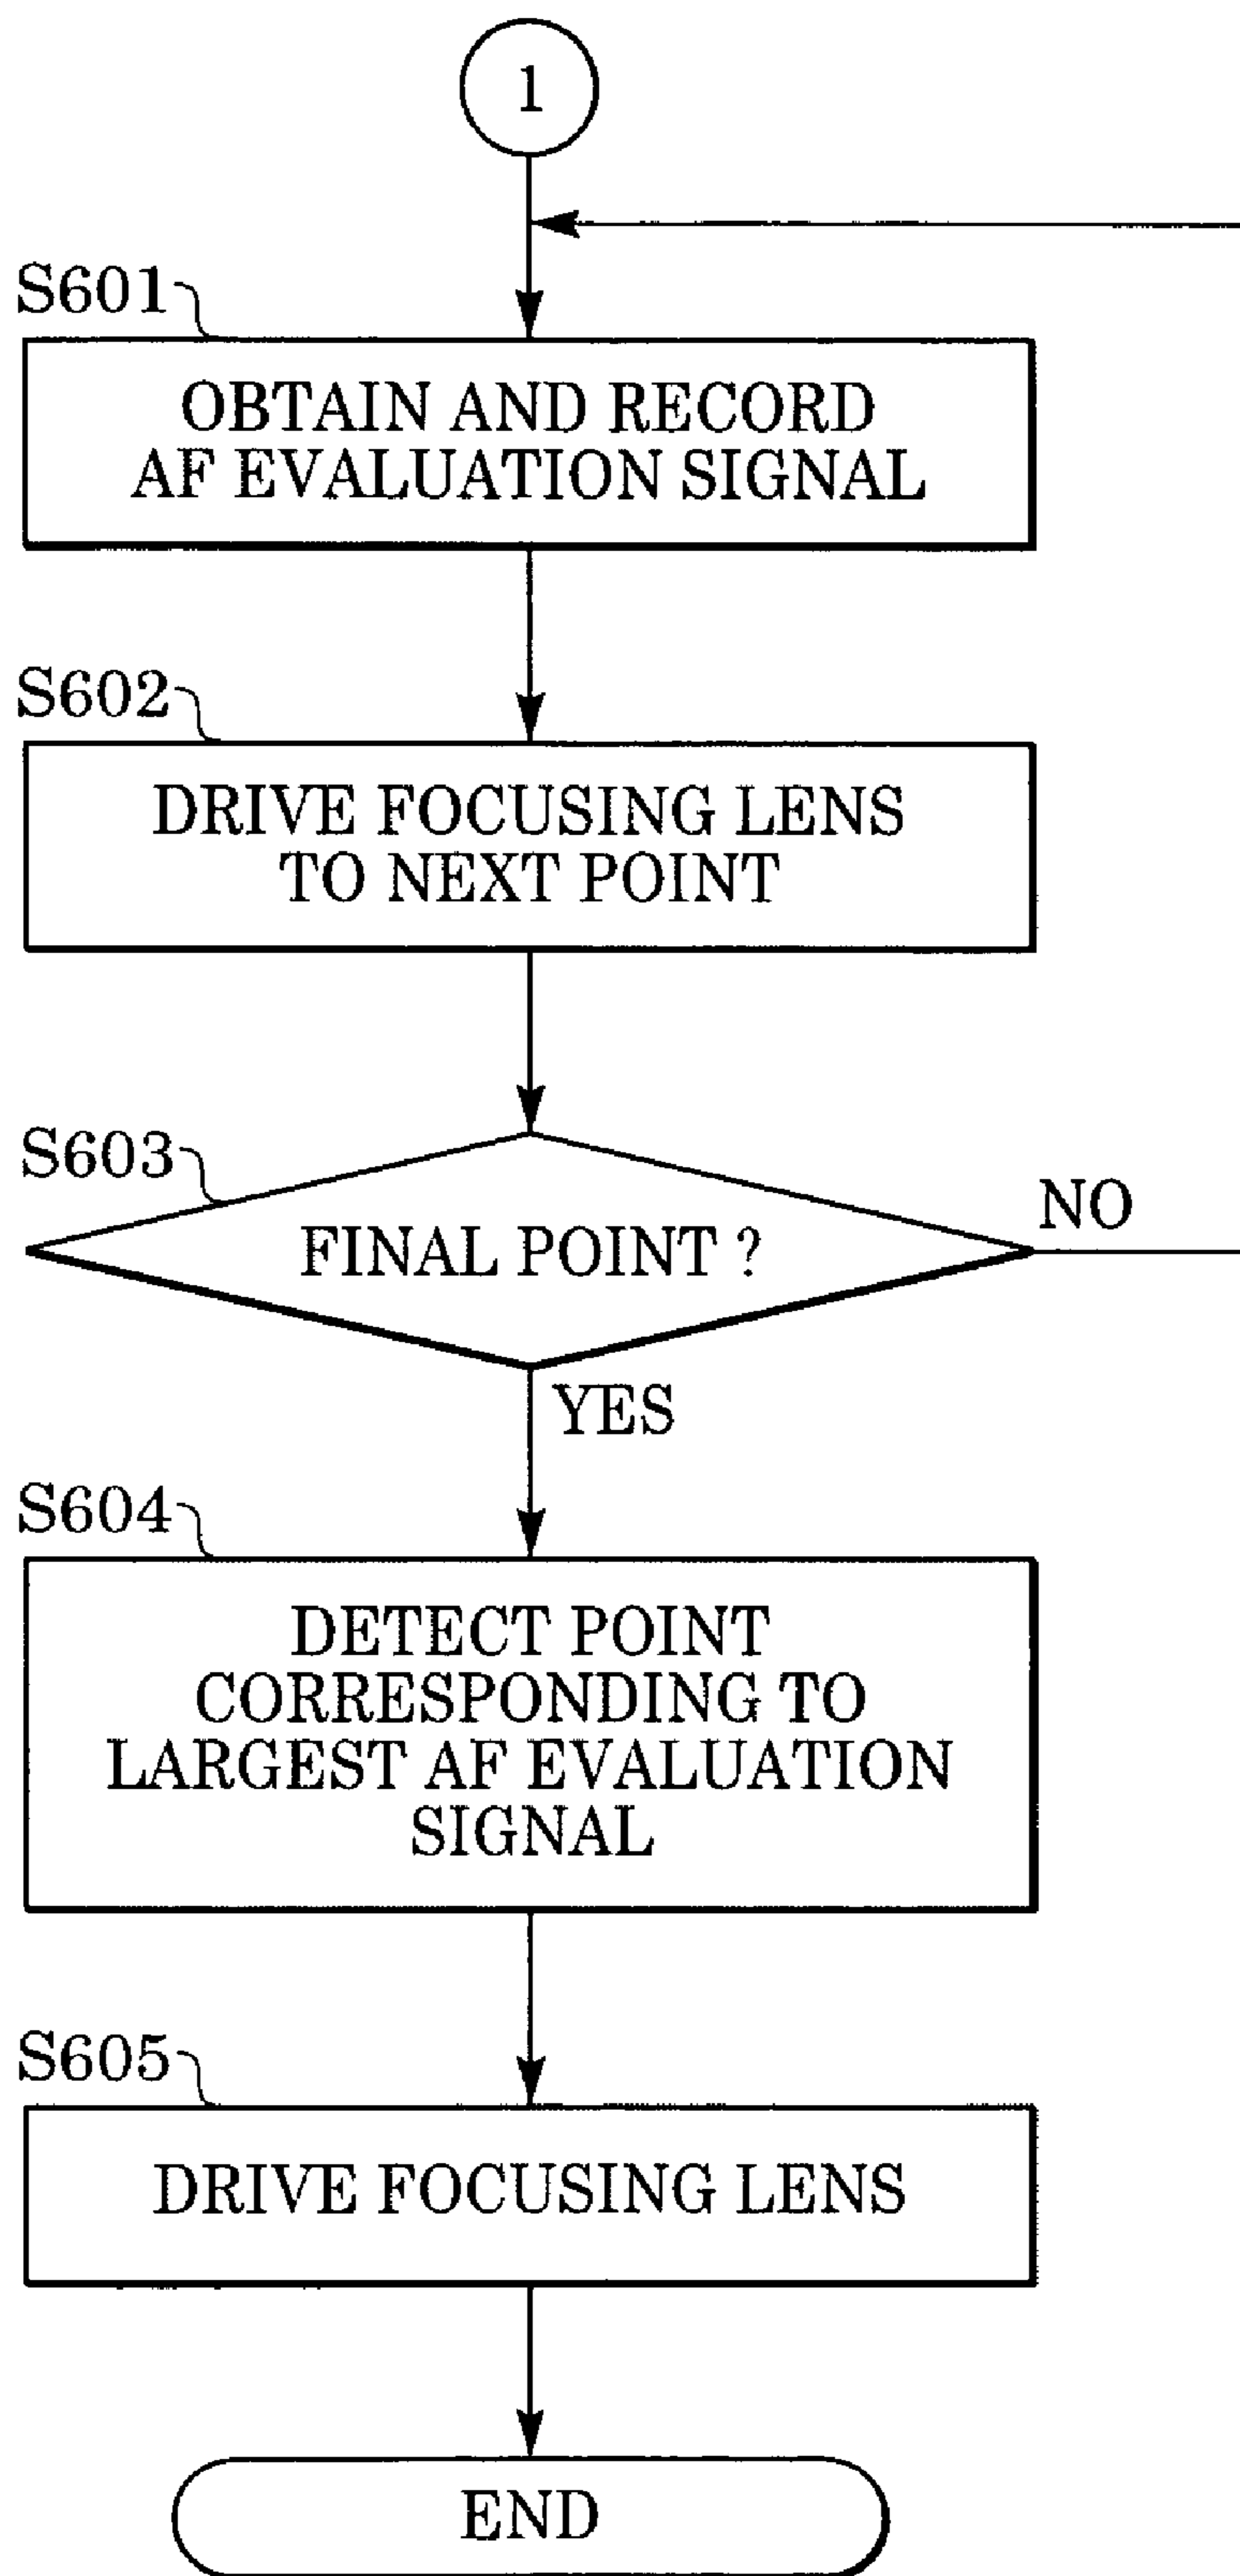 1
S601
OBTAIN AND RECORD
AF EVALUATION SIGNAL
S602
DRIVE FOCUSING LENS
TO NEXT POINT
S603
FINAL POINT ?
NO
YES
S604
DETECT POINT
CORRESPONDING TO
LARGEST AF EVALUATION
SIGNAL
S605
DRIVE FOCUSING LENS
END